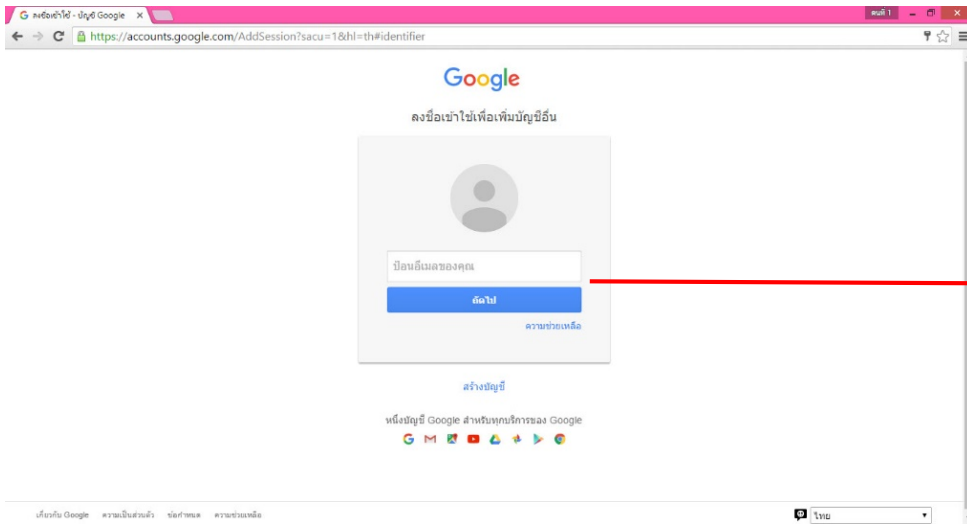 ลงชื่อเข้าใช้ - บัญชี Google
คนที่ 1
https://accounts.google.com/AddSession?sacu=1&hl=th#identifier
Google
ลงชื่อเข้าใช้เพื่อเพิ่มบัญชีอื่น
ป้อนอีเมลของคุณ
ถัดไป
ความช่วยเหลือ
สร้างบัญชี
หนึ่งบัญชี Google สำหรับทุกบริการของ Google
เกี่ยวกับ Google ความเป็นส่วนตัว ข้อกำหนด ความช่วยเหลือ
ไทย